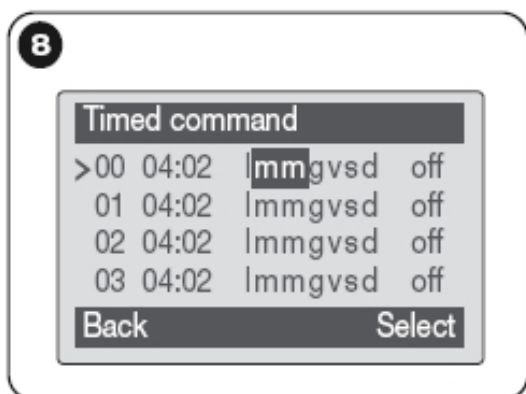 8
Timed command
>00 04:02 lmmgvsd off
01 04:02 lmmgvsd off
02 04:02 lmmgvsd off
03 04:02 lmmgvsd off
Back Select